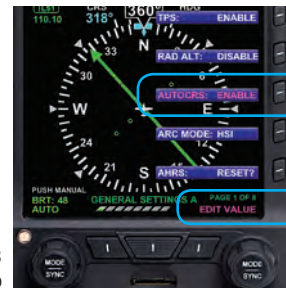 ILS1 CRS 360° HDG
110.10 318° TPS: ENABLE
33 N
30 RAD ALT: DISABLE
AUTOCRS: ENABLE
W E
ARC MODE: HSI
24 12
21 S AHRS: RESET?
PUSH MANUAL
BRT: 48 GENERAL SETTINGS A PAGE 1 OF 8
AUTO EDIT VALUE
MODE MODE
SYNC SYNC